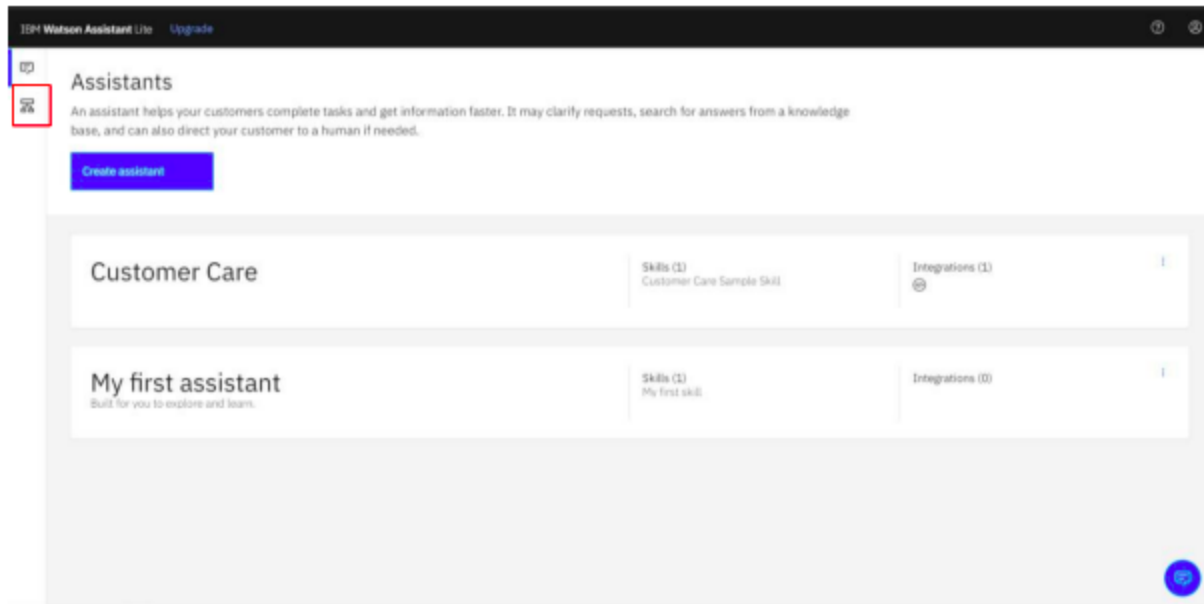 IBM Watson Assistant Lite Upgrade
Assistants
An assistant helps your customers complete tasks and get information faster. It may clarify requests, search for answers from a knowledge
base, and can also direct your customer to a human if needed.
Create assistant
Customer Care
Skills (1)
Customer Care Sample Skill
Integrations (1)
My first assistant
Built for you to explore and learn.
Skills (1)
My first skill
Integrations (0)